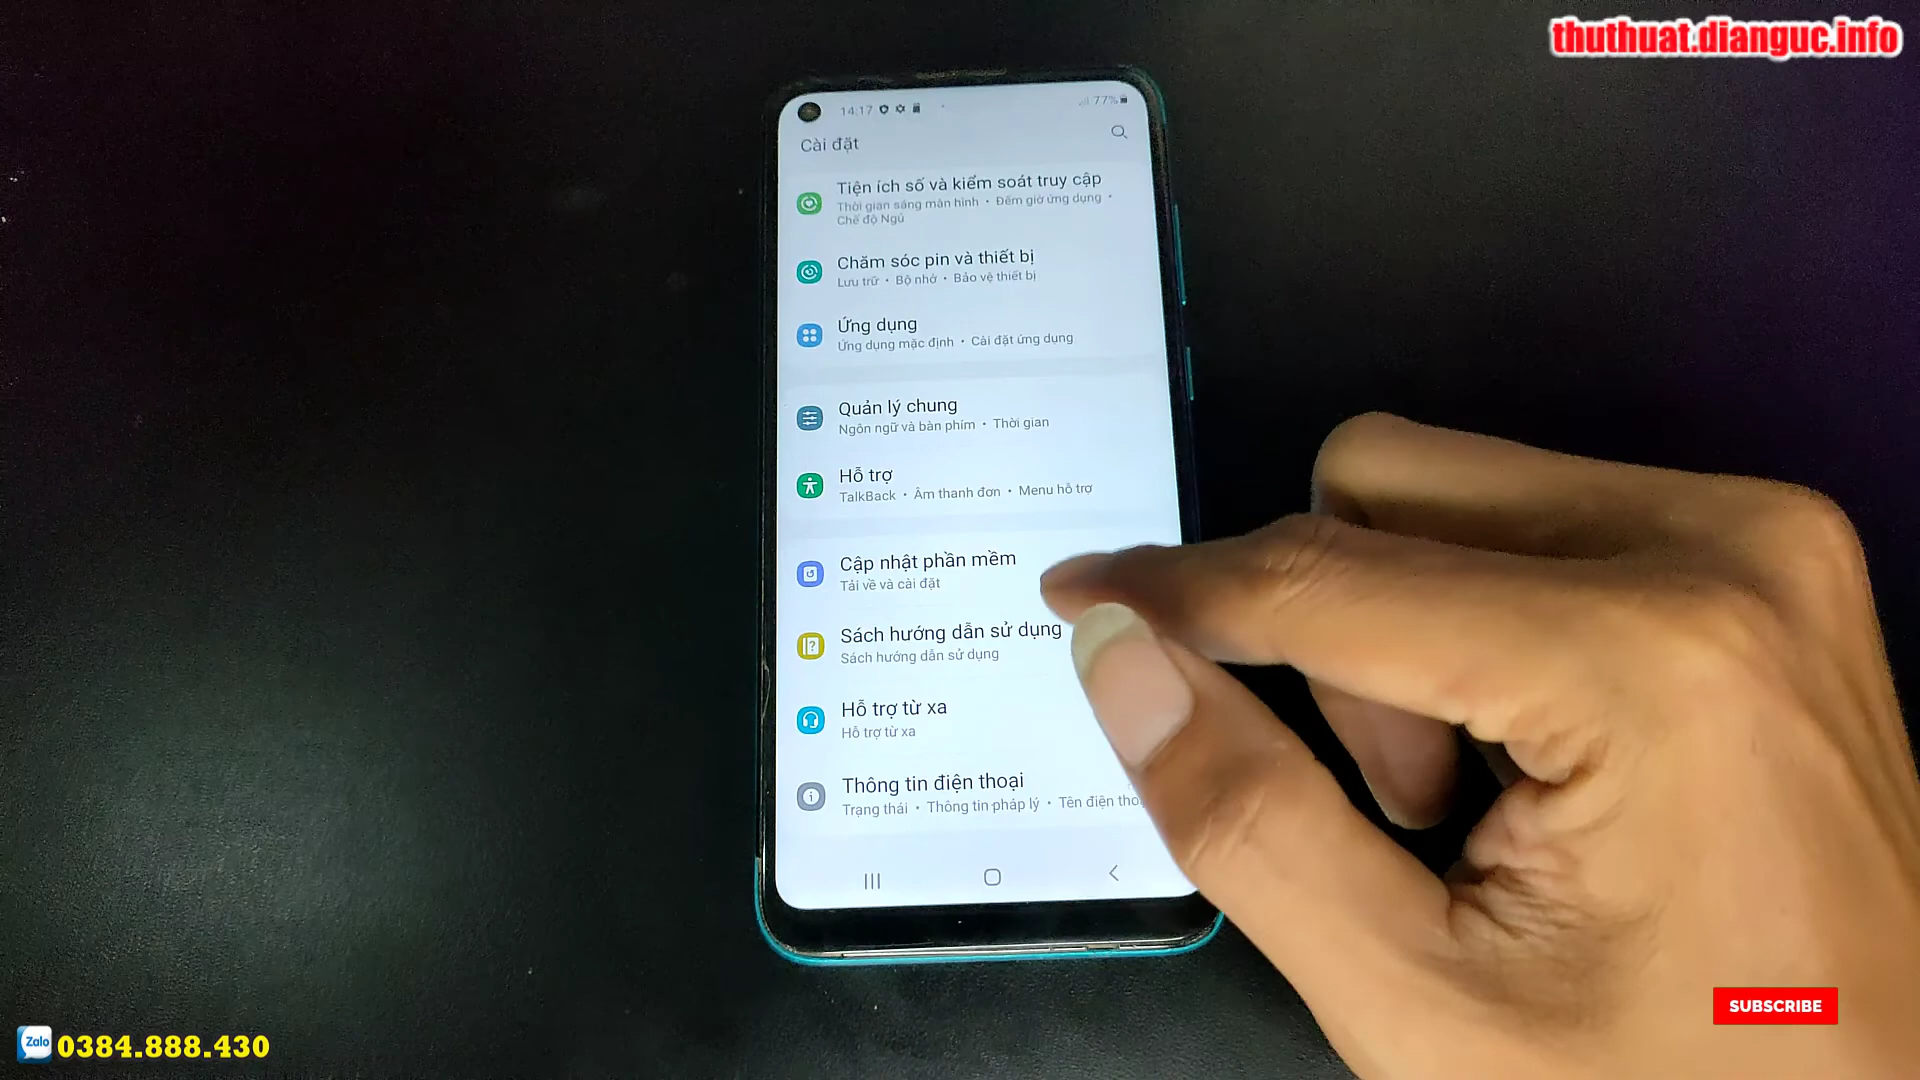 thuthuat.dianguc.info
14:17
77%
Cài đặt
Tiện ích số và kiểm soát truy cập
Thời gian sáng màn hình • Đếm giờ ứng dụng •
Chế độ Ngủ
Chăm sóc pin và thiết bị
Lưu trữ • Bộ nhớ • Bảo vệ thiết bị
Ứng dụng
Ứng dụng mặc định • Cài đặt ứng dụng
Quản lý chung
Ngôn ngữ và bàn phím • Thời gian
Hỗ trợ
TalkBack • Âm thanh đơn • Menu hỗ trợ
Cập nhật phần mềm
Tải về và cài đặt
Sách hướng dẫn sử dụng
Sách hướng dẫn sử dụng
Hỗ trợ từ xa
Hỗ trợ từ xa
Thông tin điện thoại
Trạng thái • Thông tin pháp lý • Tên điện
SUBSCRIBE
Zalo
0384.888.430